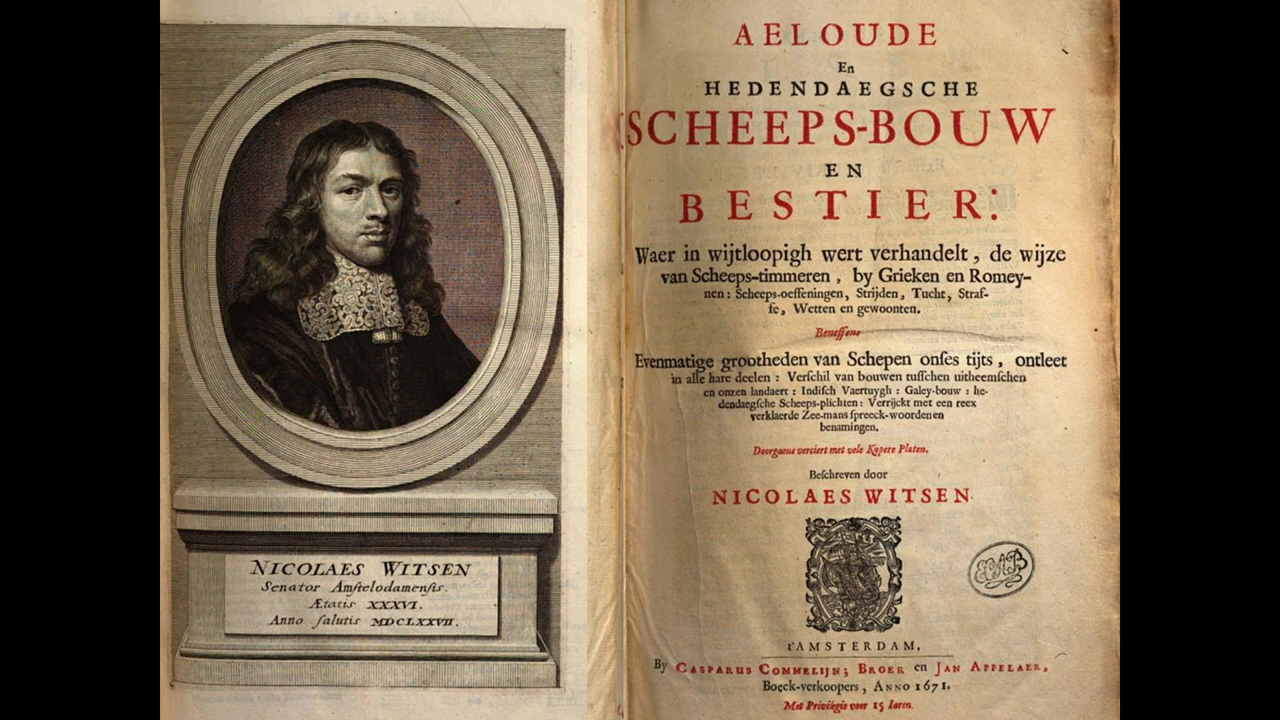 NICOLAES WITSEN
Senator Amstelodamensis.
Ætatis XXXVI.
Anno salutis MDCLXXVII.
AELOUDE
En
HEDENDAEGSCHE
SCHEEPS-BOUW
EN
BESTIER:
Waer in wijtloopigh wert verhandelt, de wijze
van Scheeps-timmeren, by Grieken en Romey-
nen: Scheeps-oeffeningen, Strijden, Tucht, Straf-
fe, Wetten en gewoonten.
Beneffens
Evenmatige grootheden van Schepen onſes tijts, ontleet
in alle hare deelen: Verſchil van bouwen tuſſchen uitheemſchen
en onzen landaert: Indiſch Vaertuygh: Galey-bouw: he-
dendaegſche Scheeps-plichten: Verrijckt met een reex
verklaerde Zee-mans ſpreeck-woorden en
benamingen.
Doorgaens verciert met vele Kopere Platen.
Beſchreven door
NICOLAES WITSEN.
t'AMSTERDAM,
By CASPARUS COMMELIJN; BROER en JAN APPELAER,
Boeck-verkoopers, ANNO 1671.
Met Privilegie voor 15 Iaren.